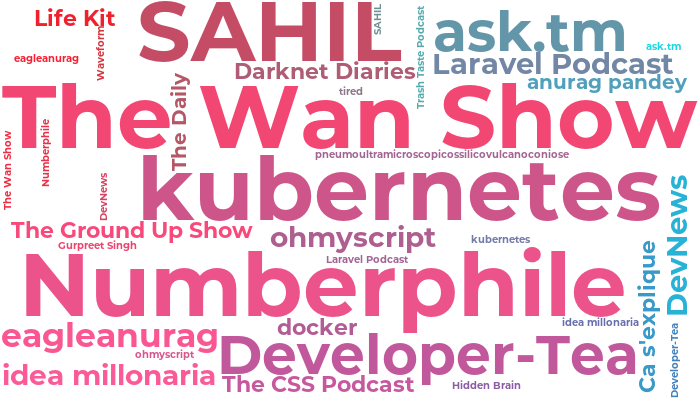 Life Kit
SAHIL
SAHIL
ask.tm
ask.tm
eagleanurag
Waveform
Darknet Diaries
Trash Taste Podcast
Laravel Podcast
anurag pandey
The Daily
tired
The Wan Show
The Wan Show
Numberphile
pneumoultramicroscopicossilicovulcanoconiose
kubernetes
DevNews
DevNews
The Ground Up Show
ohmyscript
kubernetes
Gurpreet Singh
Laravel Podcast
Ca s'explique
Numberphile
eagleanurag
docker
idea millonaria
Developer-Tea
Developer-Tea
ohmyscript
idea millonaria
The CSS Podcast
Hidden Brain